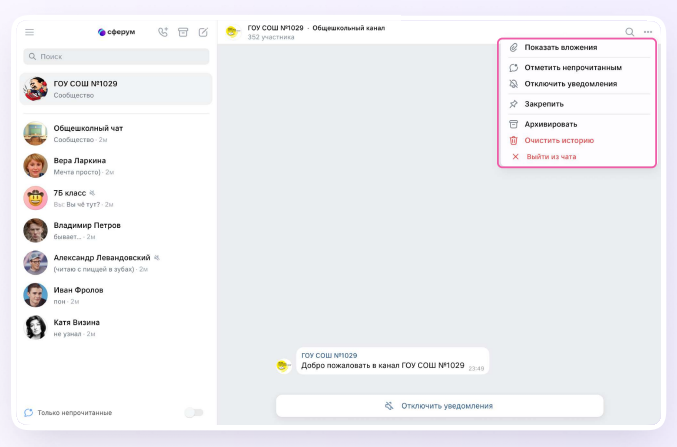 сферум
Поиск
ГОУ СОШ №1029
Сообщество
Общешколный чат
Сообщество · 2м
Вера Ларкина
Мечта просто) · 2м
7Б класс
Вы: Вы чё тут? · 2м
Владимир Петров
бывает... · 2м
Александр Левандовский
(читаю с пиццей в зубах) · 2м
Иван Фролов
пон · 2м
Катя Визина
не узнал · 2м
Только непрочитанные
ГОУ СОШ №1029 - Общешкольный канал
352 участника
Показать вложения
Отметить непрочитанным
Отключить уведомления
Закрепить
Архивировать
Очистить историю
Выйти из чата
ГОУ СОШ №1029
Добро пожаловать в канал ГОУ СОШ №1029 23:49
Отключить уведомления